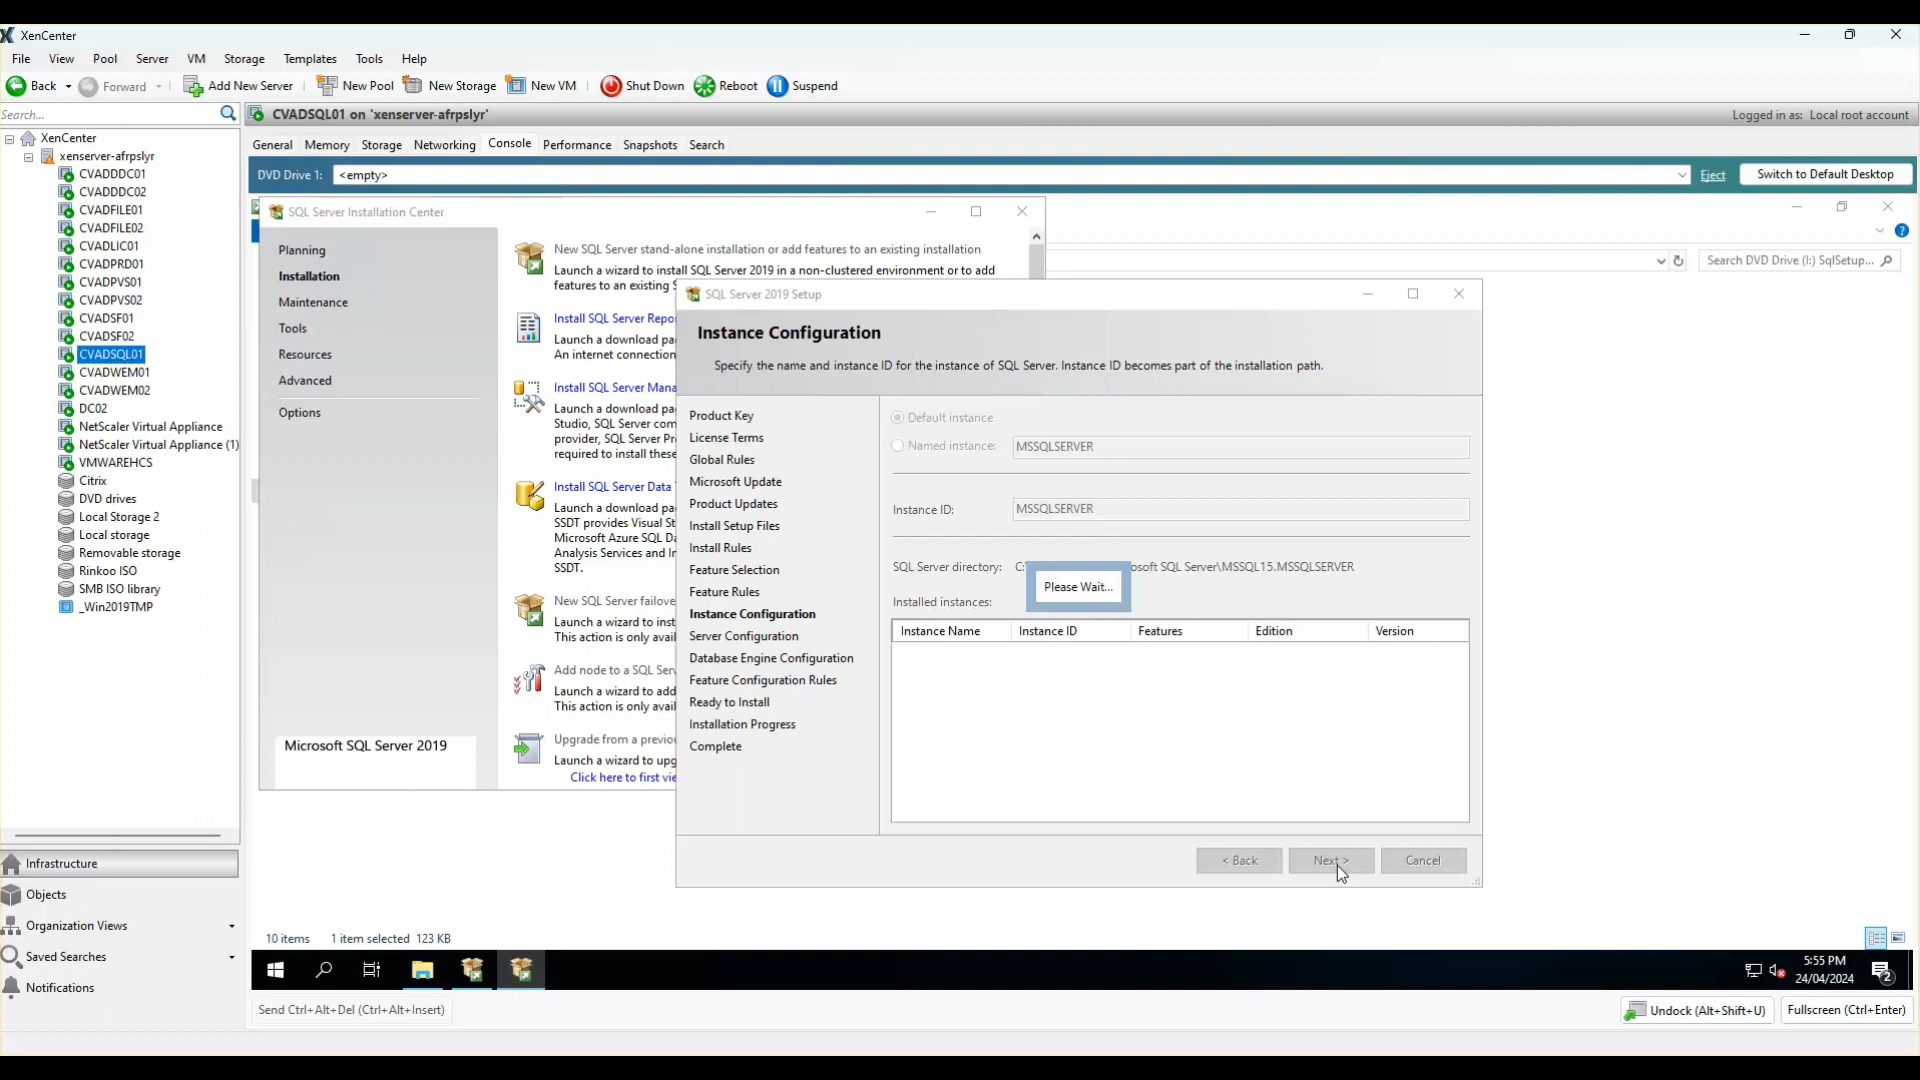 XenCenter
File View Pool Server VM Storage Templates Tools Help
Back Forward Add New Server New Pool New Storage New VM Shut Down Reboot Suspend
Search...
CVADSQL01 on 'xenserver-afrpslyr'
Logged in as: Local root account
XenCenter
xenserver-afrpslyr
CVADDDC01
CVADDDC02
CVADFILE01
CVADFILE02
CVADLIC01
CVADPRD01
CVADPVS01
CVADPVS02
CVADSF01
CVADSF02
CVADSQL01
CVADWEM01
CVADWEM02
DC02
NetScaler Virtual Appliance
NetScaler Virtual Appliance (1)
VMWAREHCS
Citrix
DVD drives
Local Storage 2
Local storage
Removable storage
Rinkoo ISO
SMB ISO library
_Win2019TMP
Infrastructure
Objects
Organization Views
Saved Searches
Notifications
General Memory Storage Networking Console Performance Snapshots Search
DVD Drive 1: <empty> Eject Switch to Default Desktop
Search DVD Drive (I:) SqlSetup...
SQL Server Installation Center
Planning
Installation
Maintenance
Tools
Resources
Advanced
Options
Microsoft SQL Server 2019
New SQL Server stand-alone installation or add features to an existing installation
Launch a wizard to install SQL Server 2019 in a non-clustered environment or to add
features to an existing S
Install SQL Server Repo
Launch a download pa
An internet connection
Install SQL Server Mana
Launch a download pa
Studio, SQL Server com
provider, SQL Server Pr
required to install these
Install SQL Server Data T
Launch a download pa
SSDT provides Visual St
Microsoft Azure SQL Da
Analysis Services and In
SSDT.
New SQL Server failove
Launch a wizard to inst
This action is only avai
Add node to a SQL Serv
Launch a wizard to add
This action is only avai
Upgrade from a previou
Launch a wizard to upg
Click here to first vie
SQL Server 2019 Setup
Instance Configuration
Specify the name and instance ID for the instance of SQL Server. Instance ID becomes part of the installation path.
Product Key
License Terms
Global Rules
Microsoft Update
Product Updates
Install Setup Files
Install Rules
Feature Selection
Feature Rules
Instance Configuration
Server Configuration
Database Engine Configuration
Feature Configuration Rules
Ready to Install
Installation Progress
Complete
Default instance
Named instance: MSSQLSERVER
Instance ID: MSSQLSERVER
SQL Server directory: C:\ osoft SQL Server\MSSQL15.MSSQLSERVER
Please Wait...
Installed instances:
Instance Name Instance ID Features Edition Version
< Back Next > Cancel
10 items 1 item selected 123 KB
5:55 PM
24/04/2024
2
Send Ctrl+Alt+Del (Ctrl+Alt+Insert)
Undock (Alt+Shift+U) Fullscreen (Ctrl+Enter)